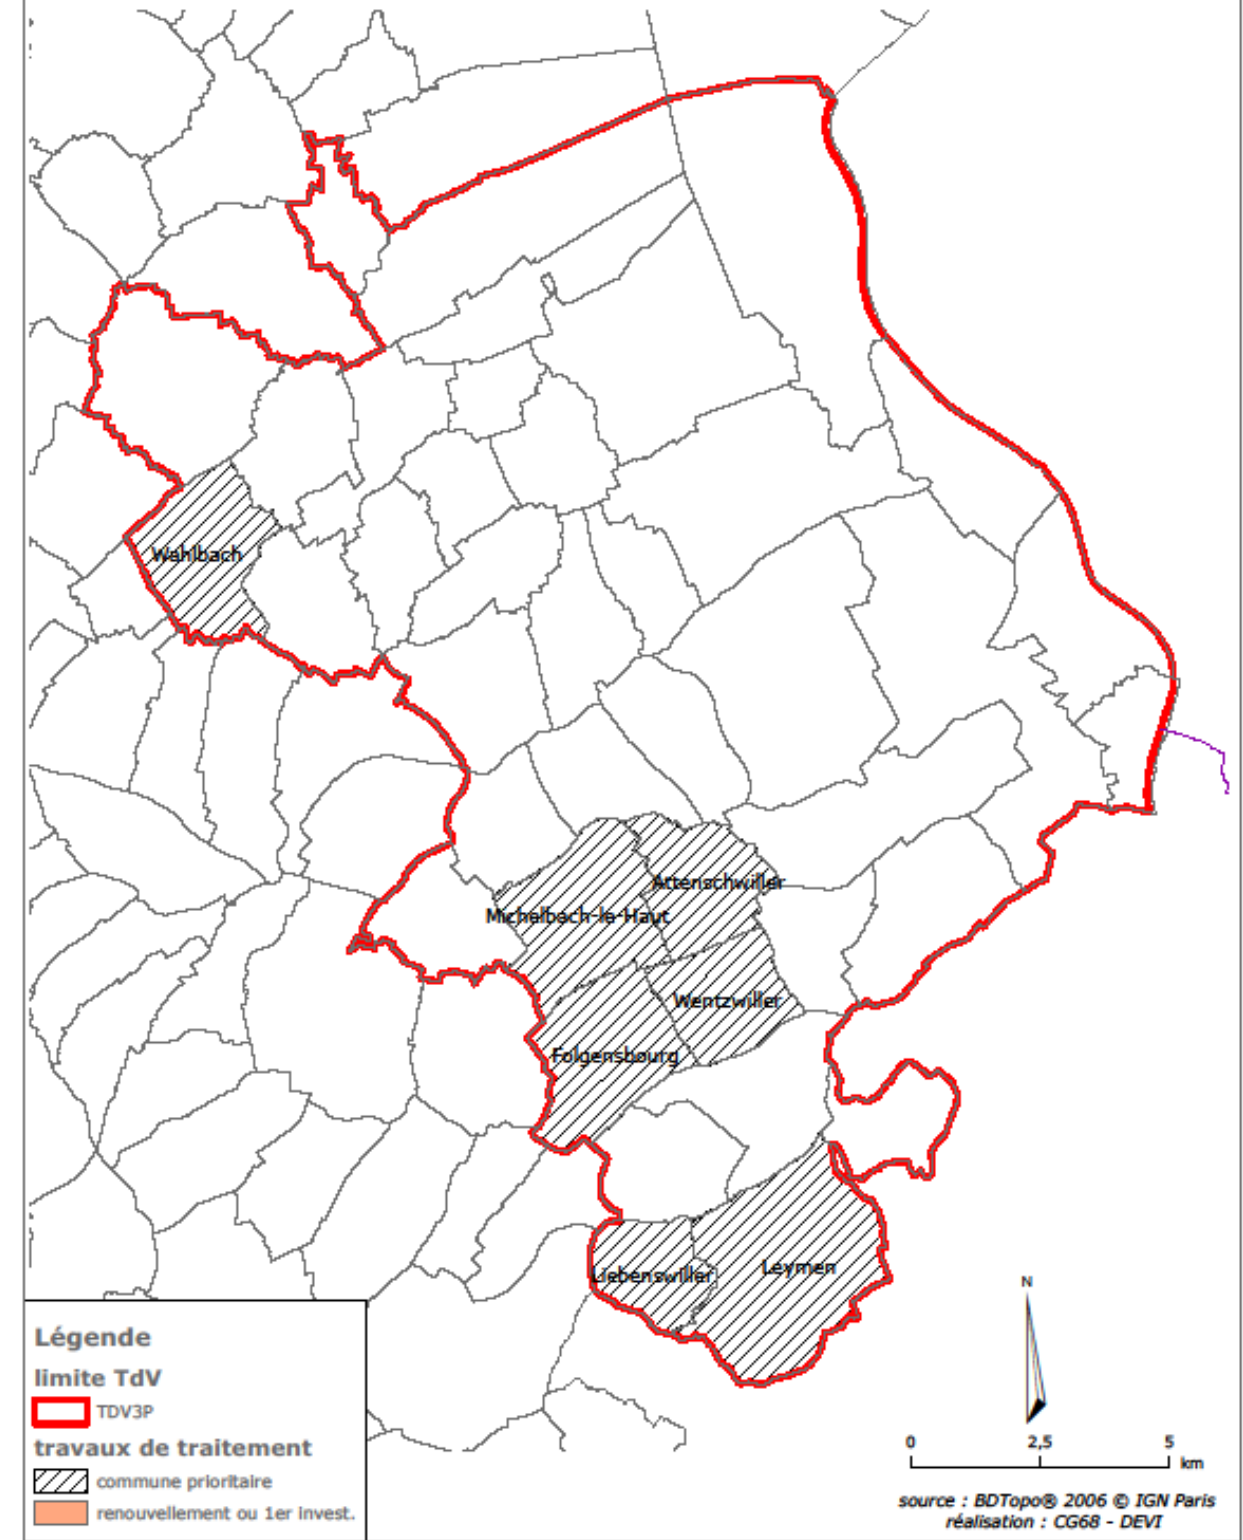 Wahlbach
Attenschwiller
Michelbach-le-Haut
Wentzwiller
Folgensbourg
Leymen
Liebenswiller
N
Légende
limite TdV
TDV3P
travaux de traitement
commune prioritaire
renouvellement ou 1er invest.
0 2,5 5
km
source : BDTopo® 2006 © IGN Paris
réalisation : CG68 - DEVI